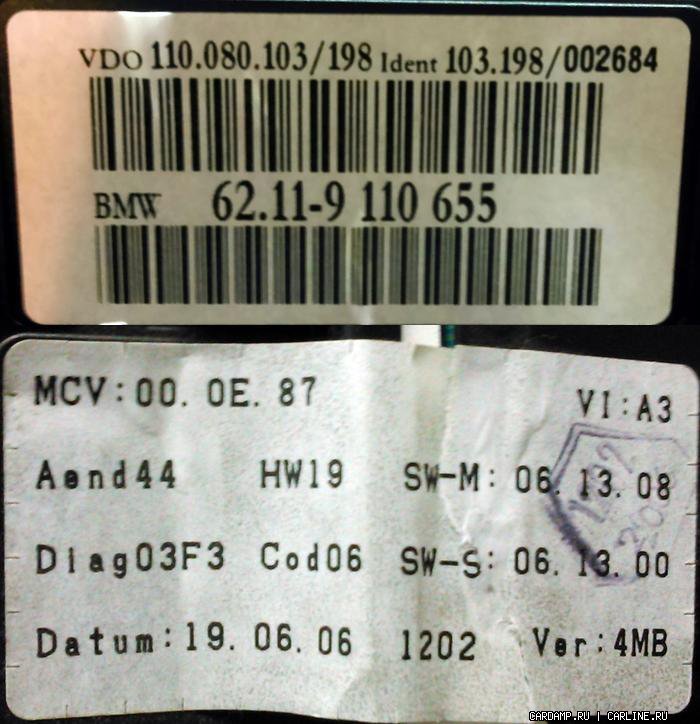 VDO 110.080.103/198 Ident 103.198/002684
BMW 62.11-9 110 655
MCV:00. 0E. 87 VI:A3
Aend44 HW19 SW-M: 06. 13. 08
Diag03F3 Cod06 SW-S: 06. 13. 00
Datum:19. 06. 06 1202 Ver:4MB
CARDAMP.RU | CARLINE.RU